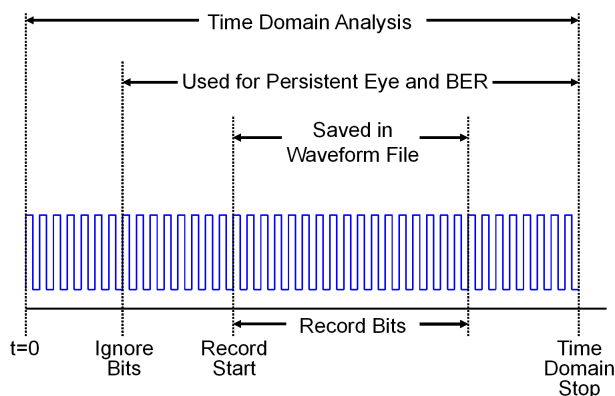 Time Domain Analysis
Used for Persistent Eye and BER
Saved in
Waveform File
Record Bits
t=0
Ignore
Bits
Record
Start
Time
Domain
Stop